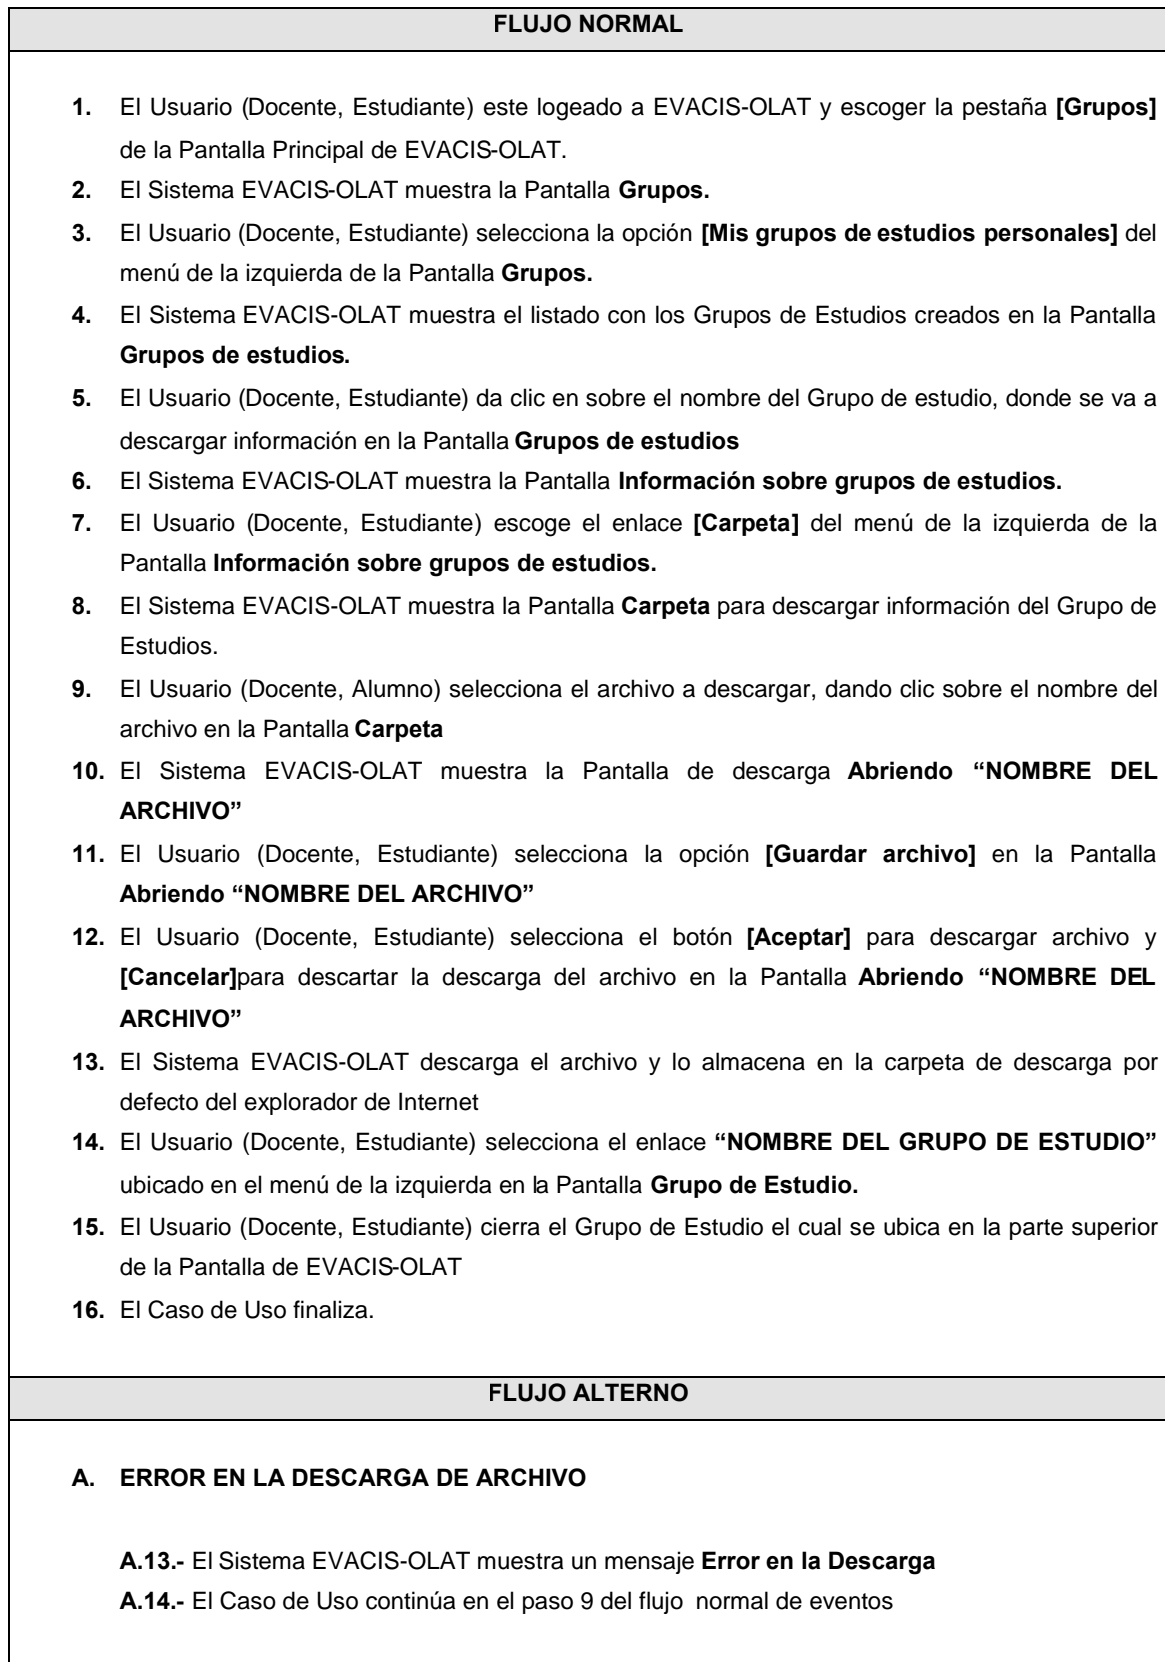 FLUJO NORMAL
1. El Usuario (Docente, Estudiante) este logeado a EVACIS-OLAT y escoger la pestaña [Grupos]
de la Pantalla Principal de EVACIS-OLAT.
2. El Sistema EVACIS-OLAT muestra la Pantalla Grupos.
3. El Usuario (Docente, Estudiante) selecciona la opción [Mis grupos de estudios personales] del
menú de la izquierda de la Pantalla Grupos.
4. El Sistema EVACIS-OLAT muestra el listado con los Grupos de Estudios creados en la Pantalla
Grupos de estudios.
5. El Usuario (Docente, Estudiante) da clic en sobre el nombre del Grupo de estudio, donde se va a
descargar información en la Pantalla Grupos de estudios
6. El Sistema EVACIS-OLAT muestra la Pantalla Información sobre grupos de estudios.
7. El Usuario (Docente, Estudiante) escoge el enlace [Carpeta] del menú de la izquierda de la
Pantalla Información sobre grupos de estudios.
8. El Sistema EVACIS-OLAT muestra la Pantalla Carpeta para descargar información del Grupo de
Estudios.
9. El Usuario (Docente, Alumno) selecciona el archivo a descargar, dando clic sobre el nombre del
archivo en la Pantalla Carpeta
10. El Sistema EVACIS-OLAT muestra la Pantalla de descarga Abriendo “NOMBRE DEL
ARCHIVO”
11. El Usuario (Docente, Estudiante) selecciona la opción [Guardar archivo] en la Pantalla
Abriendo “NOMBRE DEL ARCHIVO”
12. El Usuario (Docente, Estudiante) selecciona el botón [Aceptar] para descargar archivo y
[Cancelar]para descartar la descarga del archivo en la Pantalla Abriendo “NOMBRE DEL
ARCHIVO”
13. El Sistema EVACIS-OLAT descarga el archivo y lo almacena en la carpeta de descarga por
defecto del explorador de Internet
14. El Usuario (Docente, Estudiante) selecciona el enlace “NOMBRE DEL GRUPO DE ESTUDIO”
ubicado en el menú de la izquierda en la Pantalla Grupo de Estudio.
15. El Usuario (Docente, Estudiante) cierra el Grupo de Estudio el cual se ubica en la parte superior
de la Pantalla de EVACIS-OLAT
16. El Caso de Uso finaliza.
FLUJO ALTERNO
A. ERROR EN LA DESCARGA DE ARCHIVO
A.13.- El Sistema EVACIS-OLAT muestra un mensaje Error en la Descarga
A.14.- El Caso de Uso continúa en el paso 9 del flujo normal de eventos